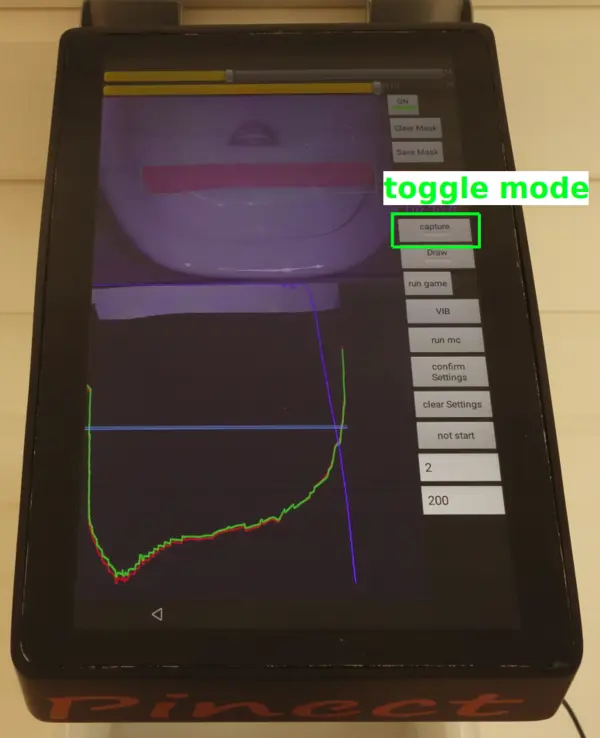 ON
Clear Mask
Save Mask
toggle mode
capture
Draw
run game
VIB
run mc
confirm
Settings
clear Settings
not start
2
200
Pinect